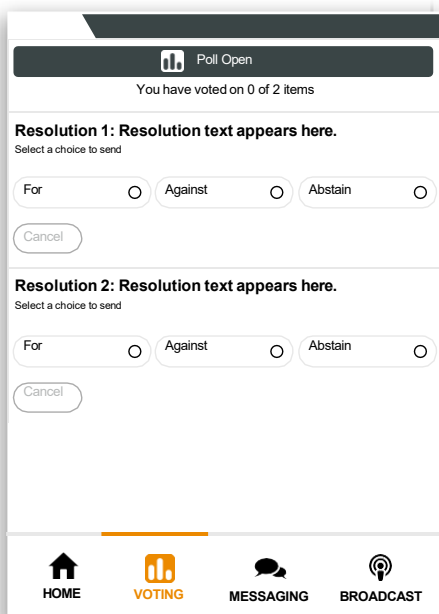 Poll Open
You have voted on 0 of 2 items
Resolution 1: Resolution text appears here.
Select a choice to send
For Against Abstain
Cancel
Resolution 2: Resolution text appears here.
Select a choice to send
For Against Abstain
Cancel
HOME VOTING MESSAGING BROADCAST